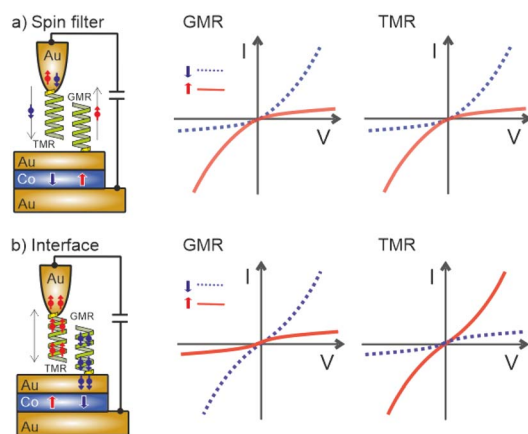 a) Spin filter
GMR
TMR
Au
GMR
TMR
Au
Co
Au
I
V
I
V
b) Interface
GMR
TMR
Au
GMR
TMR
Au
Co
Au
I
V
I
V